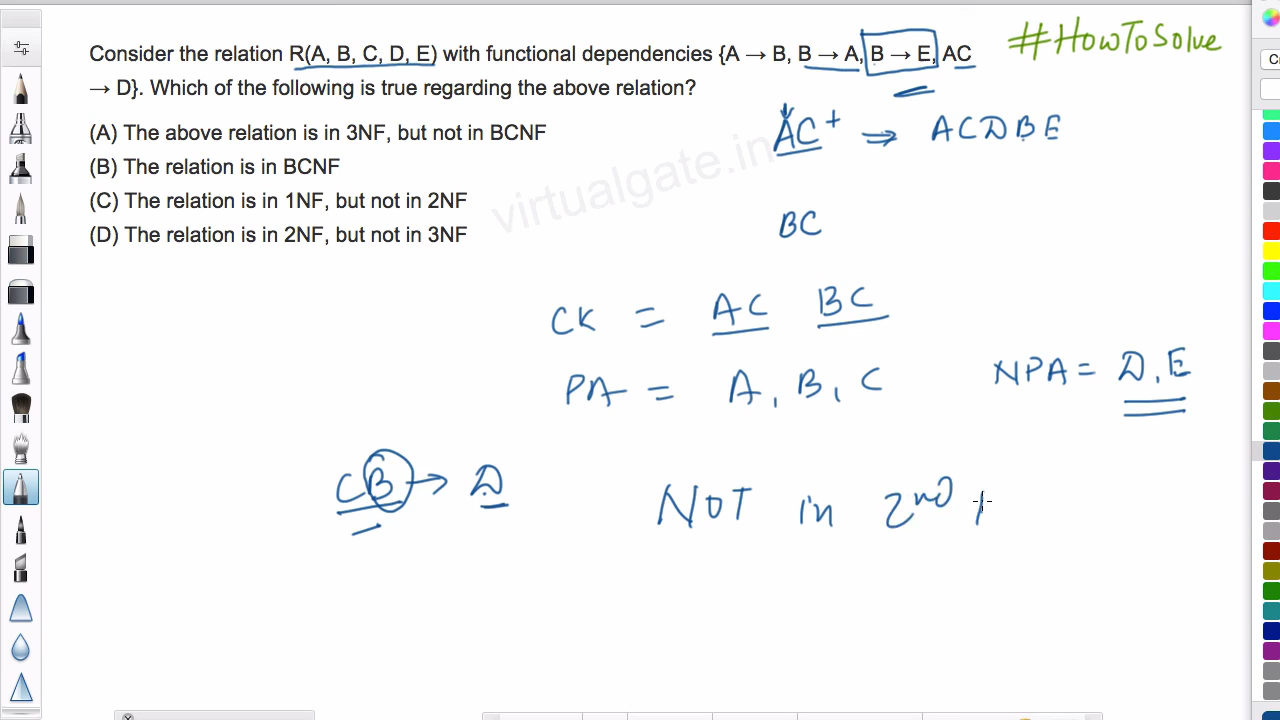 #HowToSolve
Consider the relation R(A, B, C, D, E) with functional dependencies {A → B, B → A, B → E, AC
→ D}. Which of the following is true regarding the above relation?
(A) The above relation is in 3NF, but not in BCNF
(B) The relation is in BCNF
(C) The relation is in 1NF, but not in 2NF
(D) The relation is in 2NF, but not in 3NF
AC+ ⇒ ACDBE
virtualgate.in
BC
CK = AC BC
PA = A, B, C
NPA = D, E
CB → D
NOT in 2nd